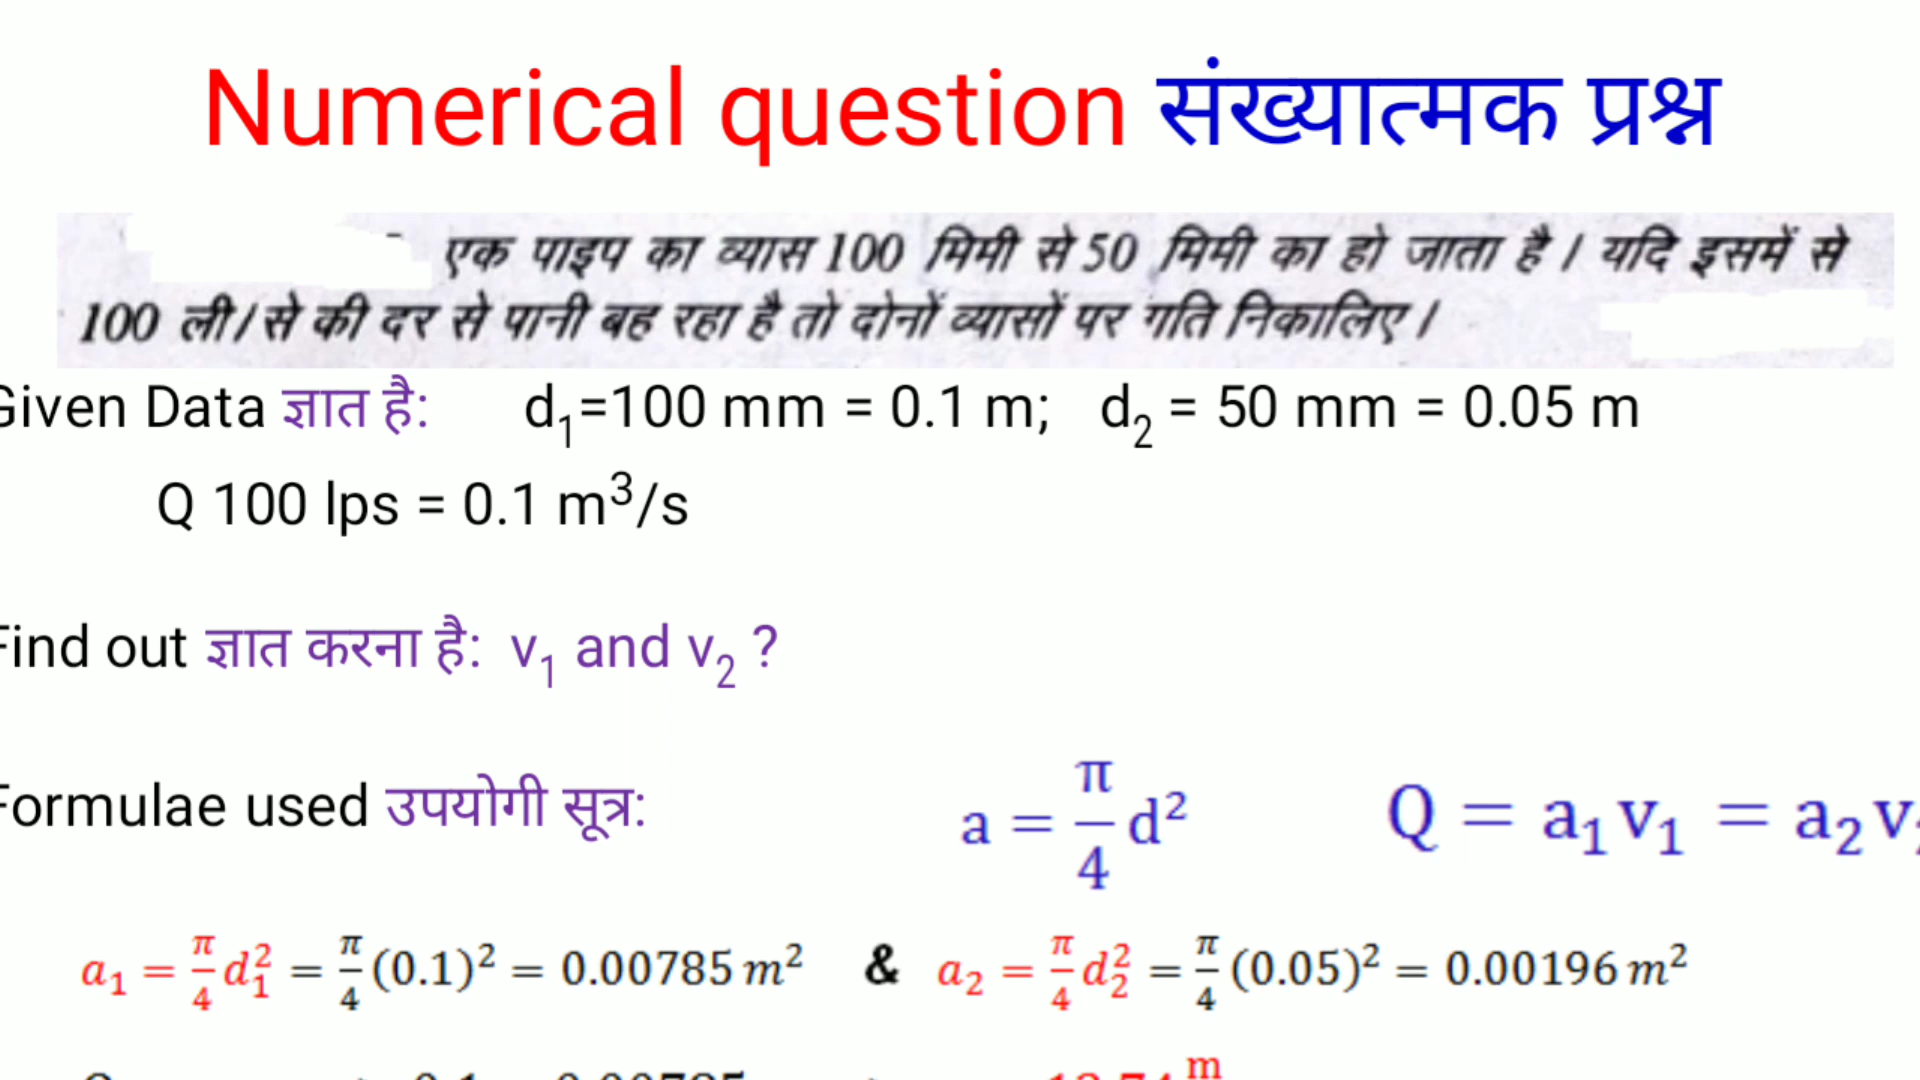 Numerical question संख्यात्मक प्रश्न
एक पाइप का व्यास 100 मिमी से 50 मिमी का हो जाता है। यदि इसमें से
100 ली/से की दर से पानी बह रहा है तो दोनों व्यासों पर गति निकालिए।
Given Data ज्ञात है: d₁=100 mm = 0.1 m; d₂ = 50 mm = 0.05 m
Q 100 lps = 0.1 m³/s
Find out ज्ञात करना है: v₁ and v₂ ?
Formulae used उपयोगी सूत्र: a = π/4 d² Q = a₁v₁ = a₂v₂
a₁ = π/4 d₁² = π/4 (0.1)² = 0.00785 m² & a₂ = π/4 d₂² = π/4 (0.05)² = 0.00196 m²